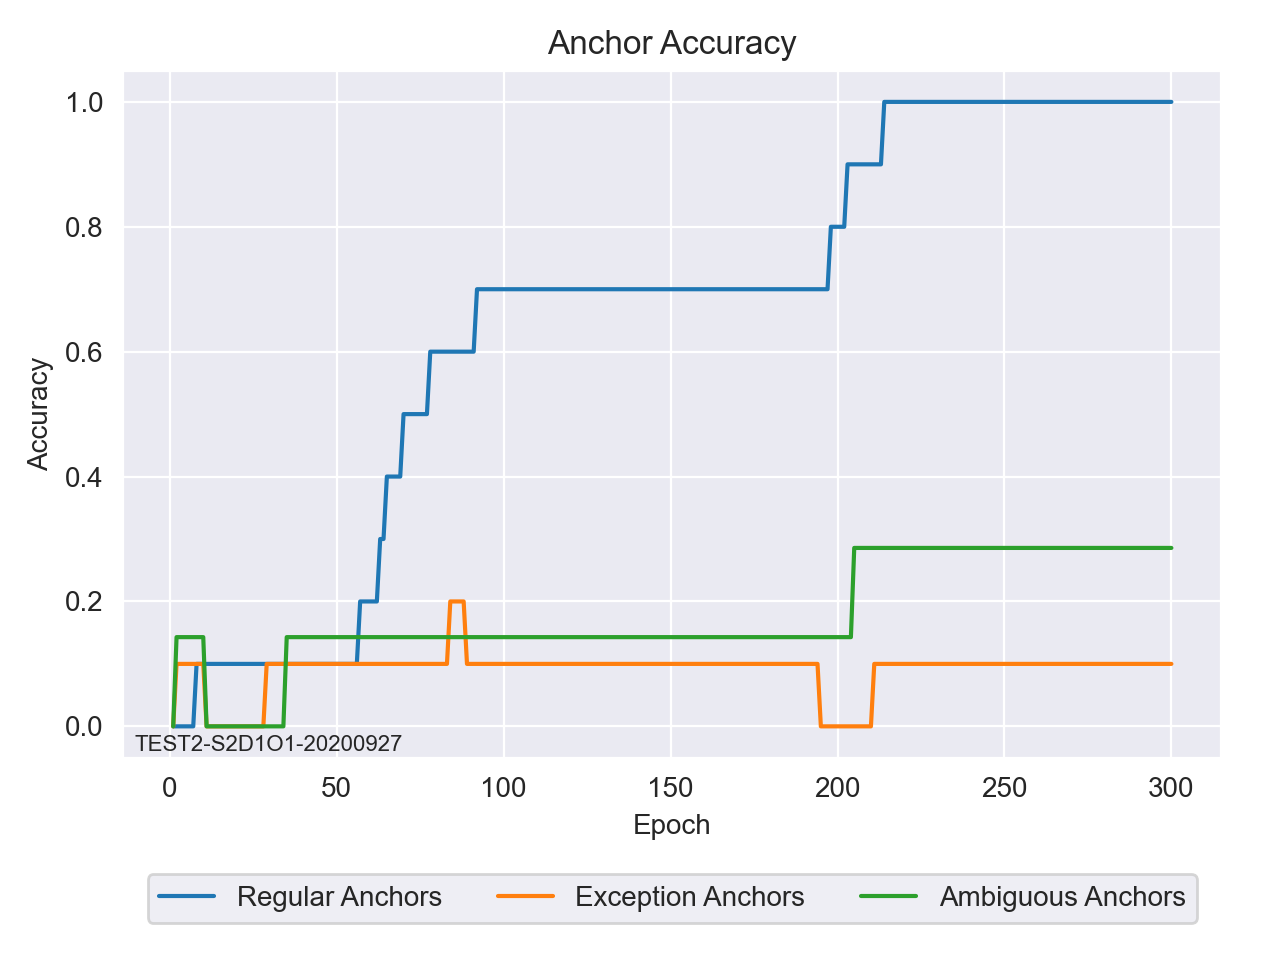 Anchor Accuracy
Accuracy
1.0
0.8
0.6
0.4
0.2
0.0
TEST2-S2D1O1-20200927
0 50 100 150 200 250 300
Epoch
Regular Anchors Exception Anchors Ambiguous Anchors